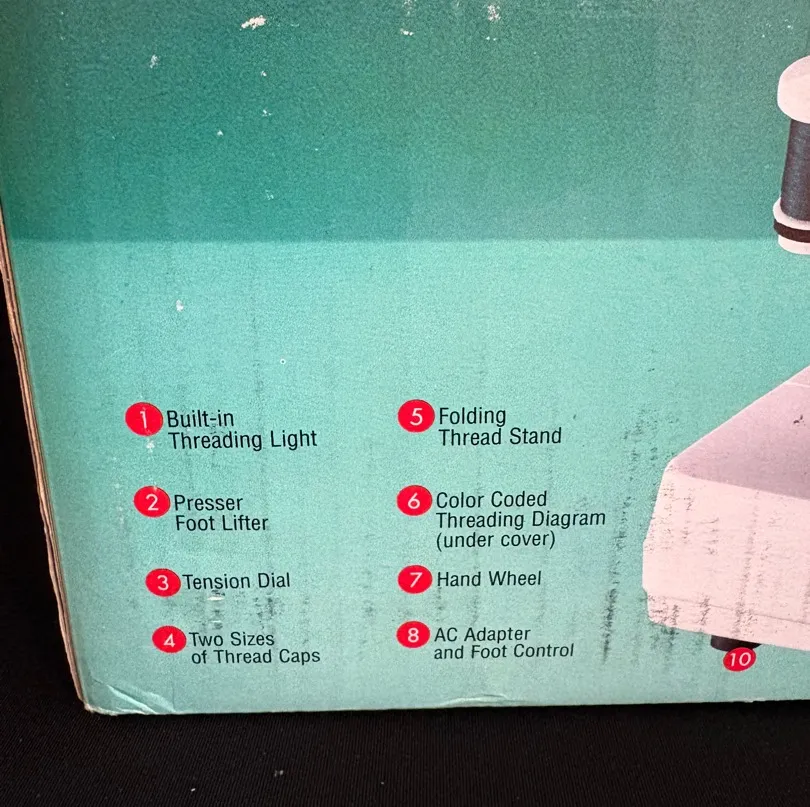 1 Built-in
Threading Light
2 Presser
Foot Lifter
3 Tension Dial
4 Two Sizes
of Thread Caps
5 Folding
Thread Stand
6 Color Coded
Threading Diagram
(under cover)
7 Hand Wheel
8 AC Adapter
and Foot Control
10